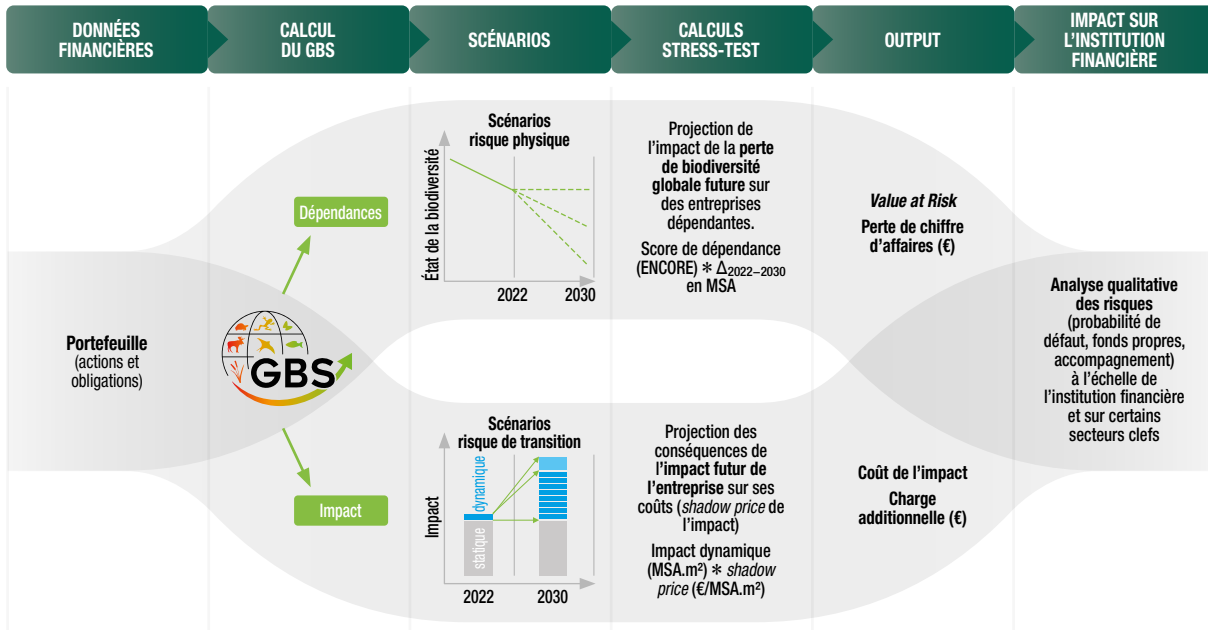 DONNÉES
FINANCIÈRES
CALCUL
DU GBS
SCÉNARIOS
CALCULS
STRESS-TEST
OUTPUT
IMPACT SUR
L'INSTITUTION
FINANCIÈRE
Portefeuille
(actions et
obligations)
Dépendances
GBS
Impact
Scénarios
risque physique
État de la biodiversité
2022
2030
Scénarios
risque de transition
Impact
dynamique
statique
2022
2030
Projection de
l'impact de la perte
de biodiversité
globale future sur
des entreprises
dépendantes.
Score de dépendance
(ENCORE) * Δ2022–2030
en MSA
Projection des
conséquences de
l'impact futur de
l'entreprise sur ses
coûts (shadow price de
l'impact)
Impact dynamique
(MSA.m²) * shadow
price (€/MSA.m²)
Value at Risk
Perte de chiffre
d'affaires (€)
Coût de l'impact
Charge
additionnelle (€)
Analyse qualitative
des risques
(probabilité de
défaut, fonds propres,
accompagnement)
à l'échelle de
l'institution financière
et sur certains
secteurs clefs